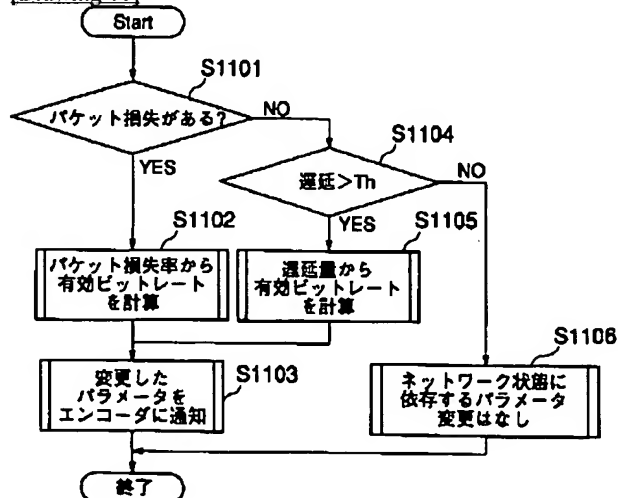 Start
S1101
パケット損失がある?
NO
YES
S1104
遅延＞Th
NO
YES
S1102
パケット損失率から
有効ビットレート
を計算
S1105
遅延量から
有効ビットレート
を計算
S1103
変更した
パラメータを
エンコーダに通知
S1106
ネットワーク状態に
依存するパラメータ
変更はなし
終了